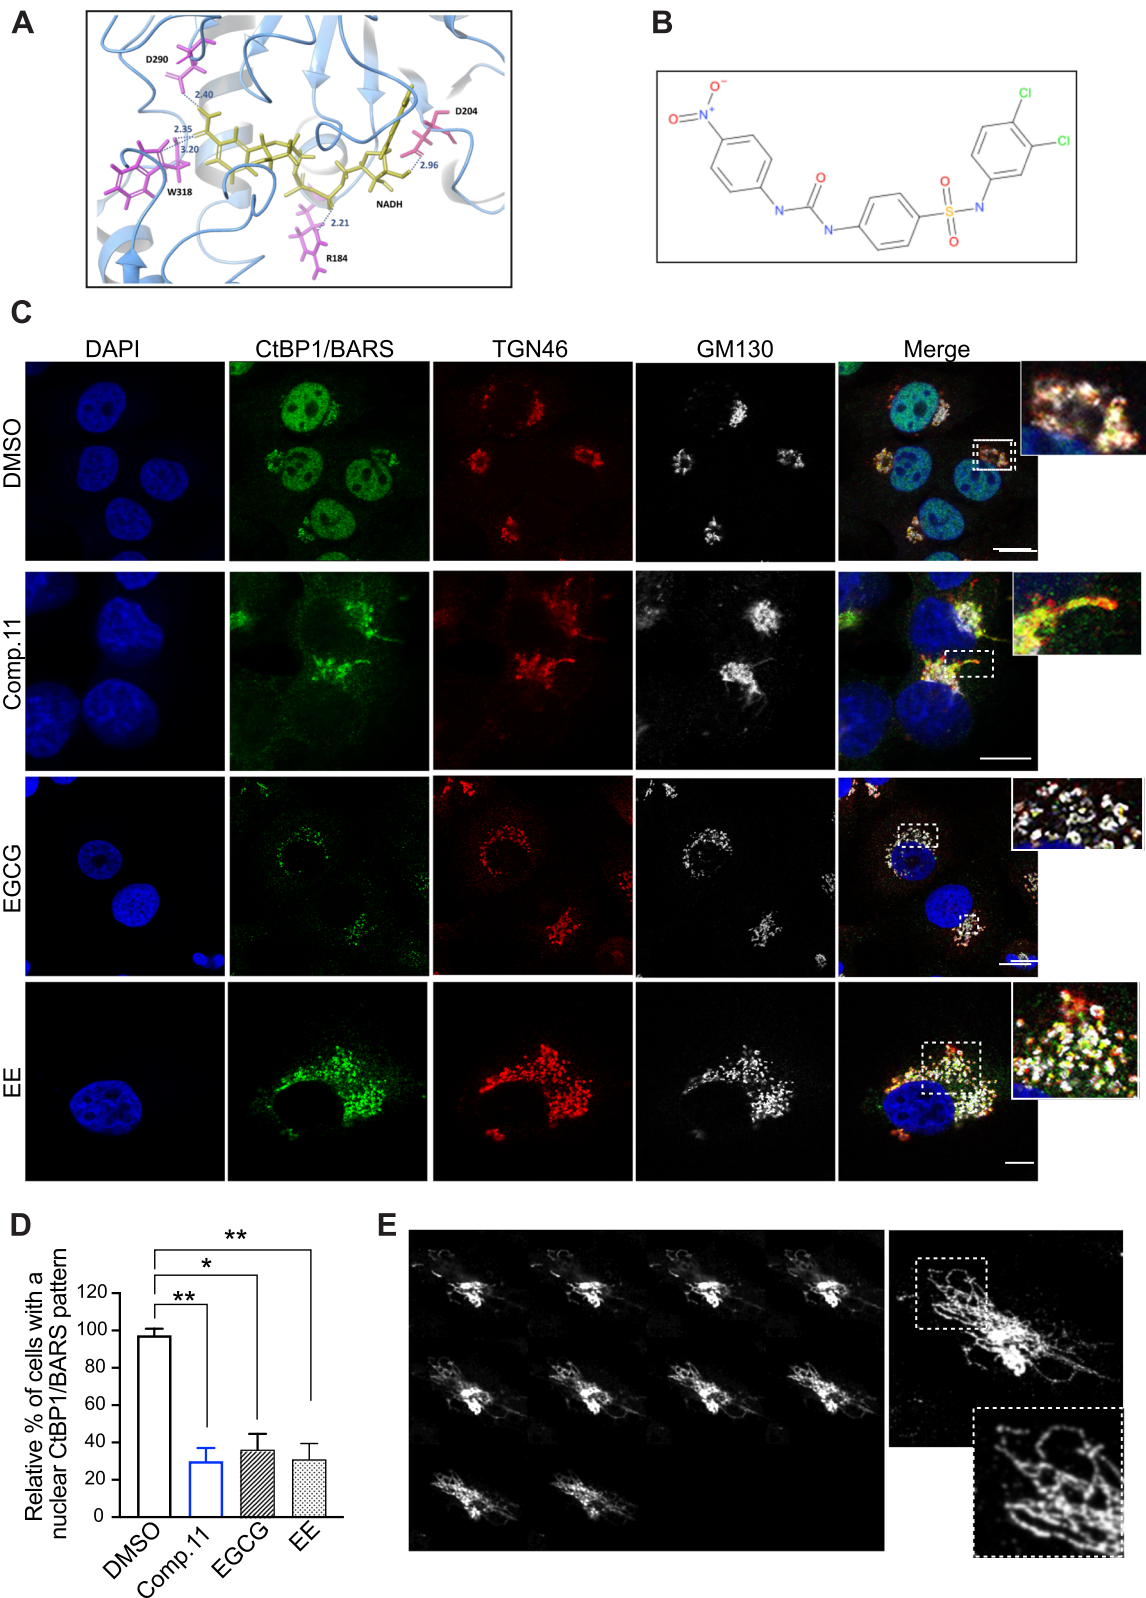 A
D290
2.40
2.35
3.20
W318
D204
2.96
NADH
2.21
R184
B
O⁻
N⁺
O
Cl
Cl
O
O
N
N
S
N
O
C
DAPI CtBP1/BARS TGN46 GM130 Merge
DMSO
Comp.11
EGCG
EE
D
Relative % of cells with a
nuclear CtBP1/BARS pattern
120
100
80
60
40
20
0
**
*
**
DMSO
Comp.11
EGCG
EE
E